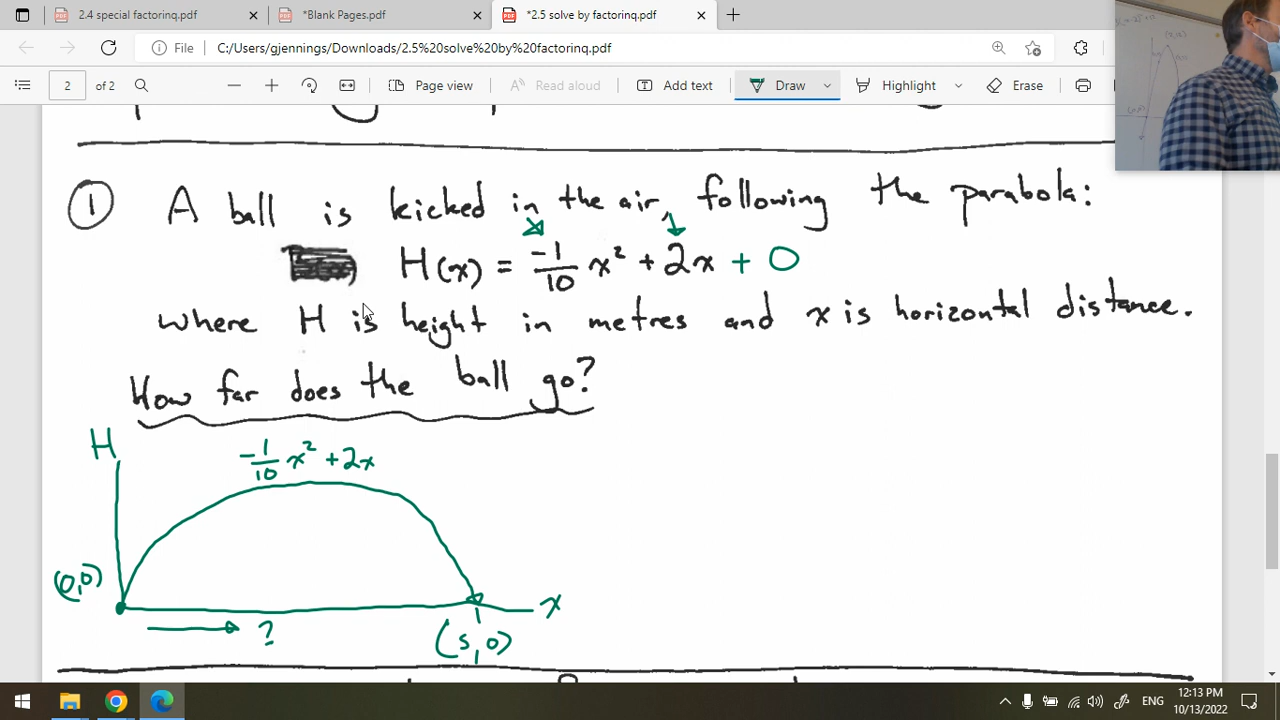 2.4 special factoring.pdf
*Blank Pages.pdf
*2.5 solve by factoring.pdf
File C:/Users/gjennings/Downloads/2.5%20solve%20by%20factoring.pdf
2 of 2
Page view
Read aloud
Add text
Draw
Highlight
Erase
① A ball is kicked in the air, following the parabola:
H(x) = -1/10 x² + 2x + 0
where H is height in metres and x is horizontal distance.
How far does the ball go?
H
-1/10 x² + 2x
(0,0)
x
?
(s,0)
ENG
12:13 PM
10/13/2022